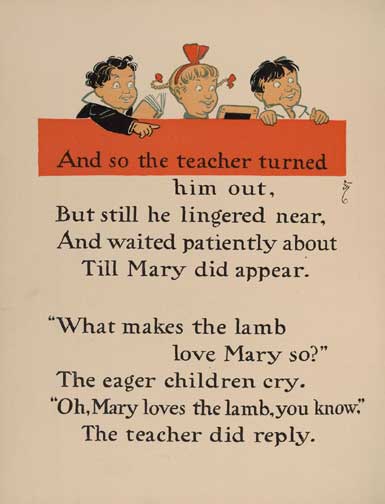 And so the teacher turned
him out,
But still he lingered near,
And waited patiently about
Till Mary did appear.
"What makes the lamb
love Mary so?"
The eager children cry.
"Oh, Mary loves the lamb, you know,"
The teacher did reply.